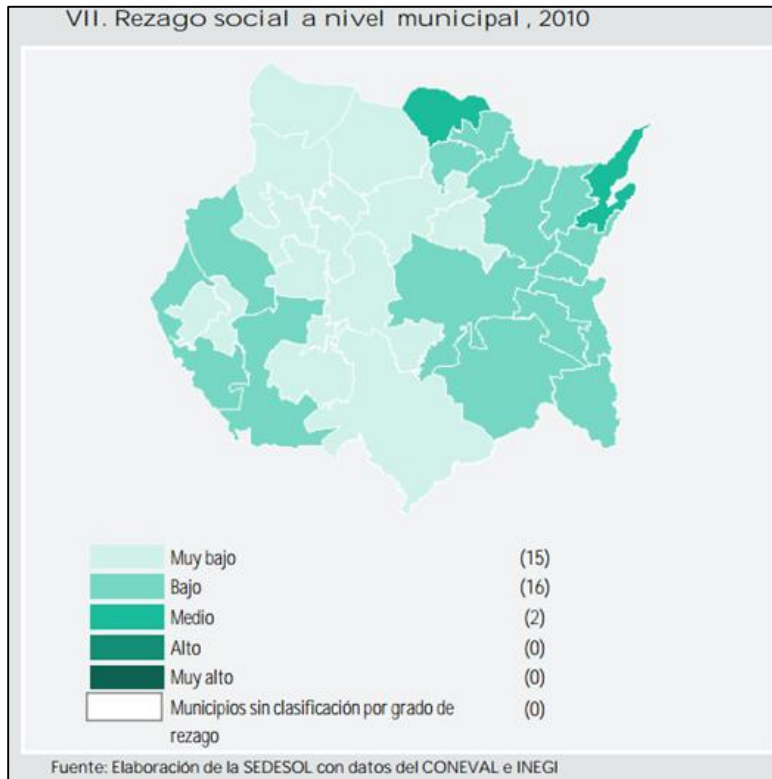 VII. Rezago social a nivel municipal, 2010
Muy bajo (15)
Bajo (16)
Medio (2)
Alto (0)
Muy alto (0)
Municipios sin clasificación por grado de (0)
rezago
Fuente: Elaboración de la SEDESOL con datos del CONEVAL e INEGI